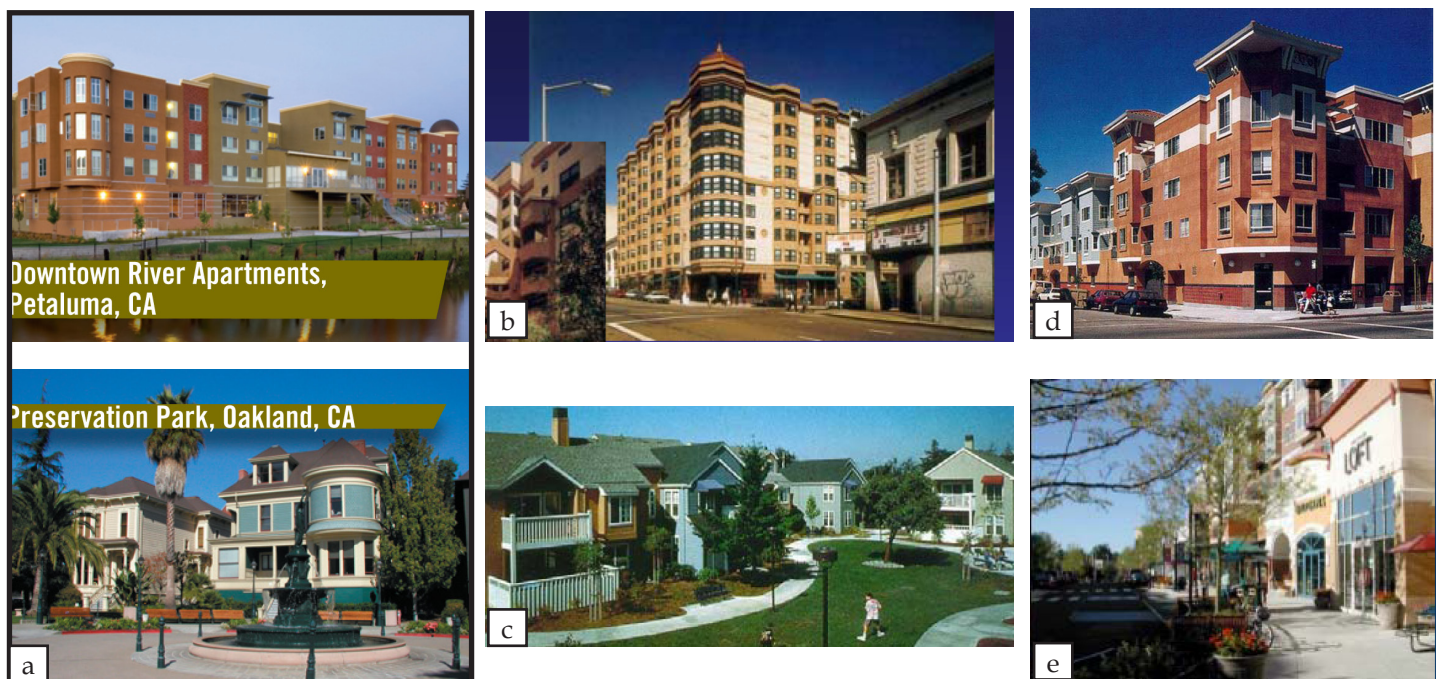 Downtown River Apartments,
Petaluma, CA
Preservation Park, Oakland, CA
a
b
c
d
LOFT
e